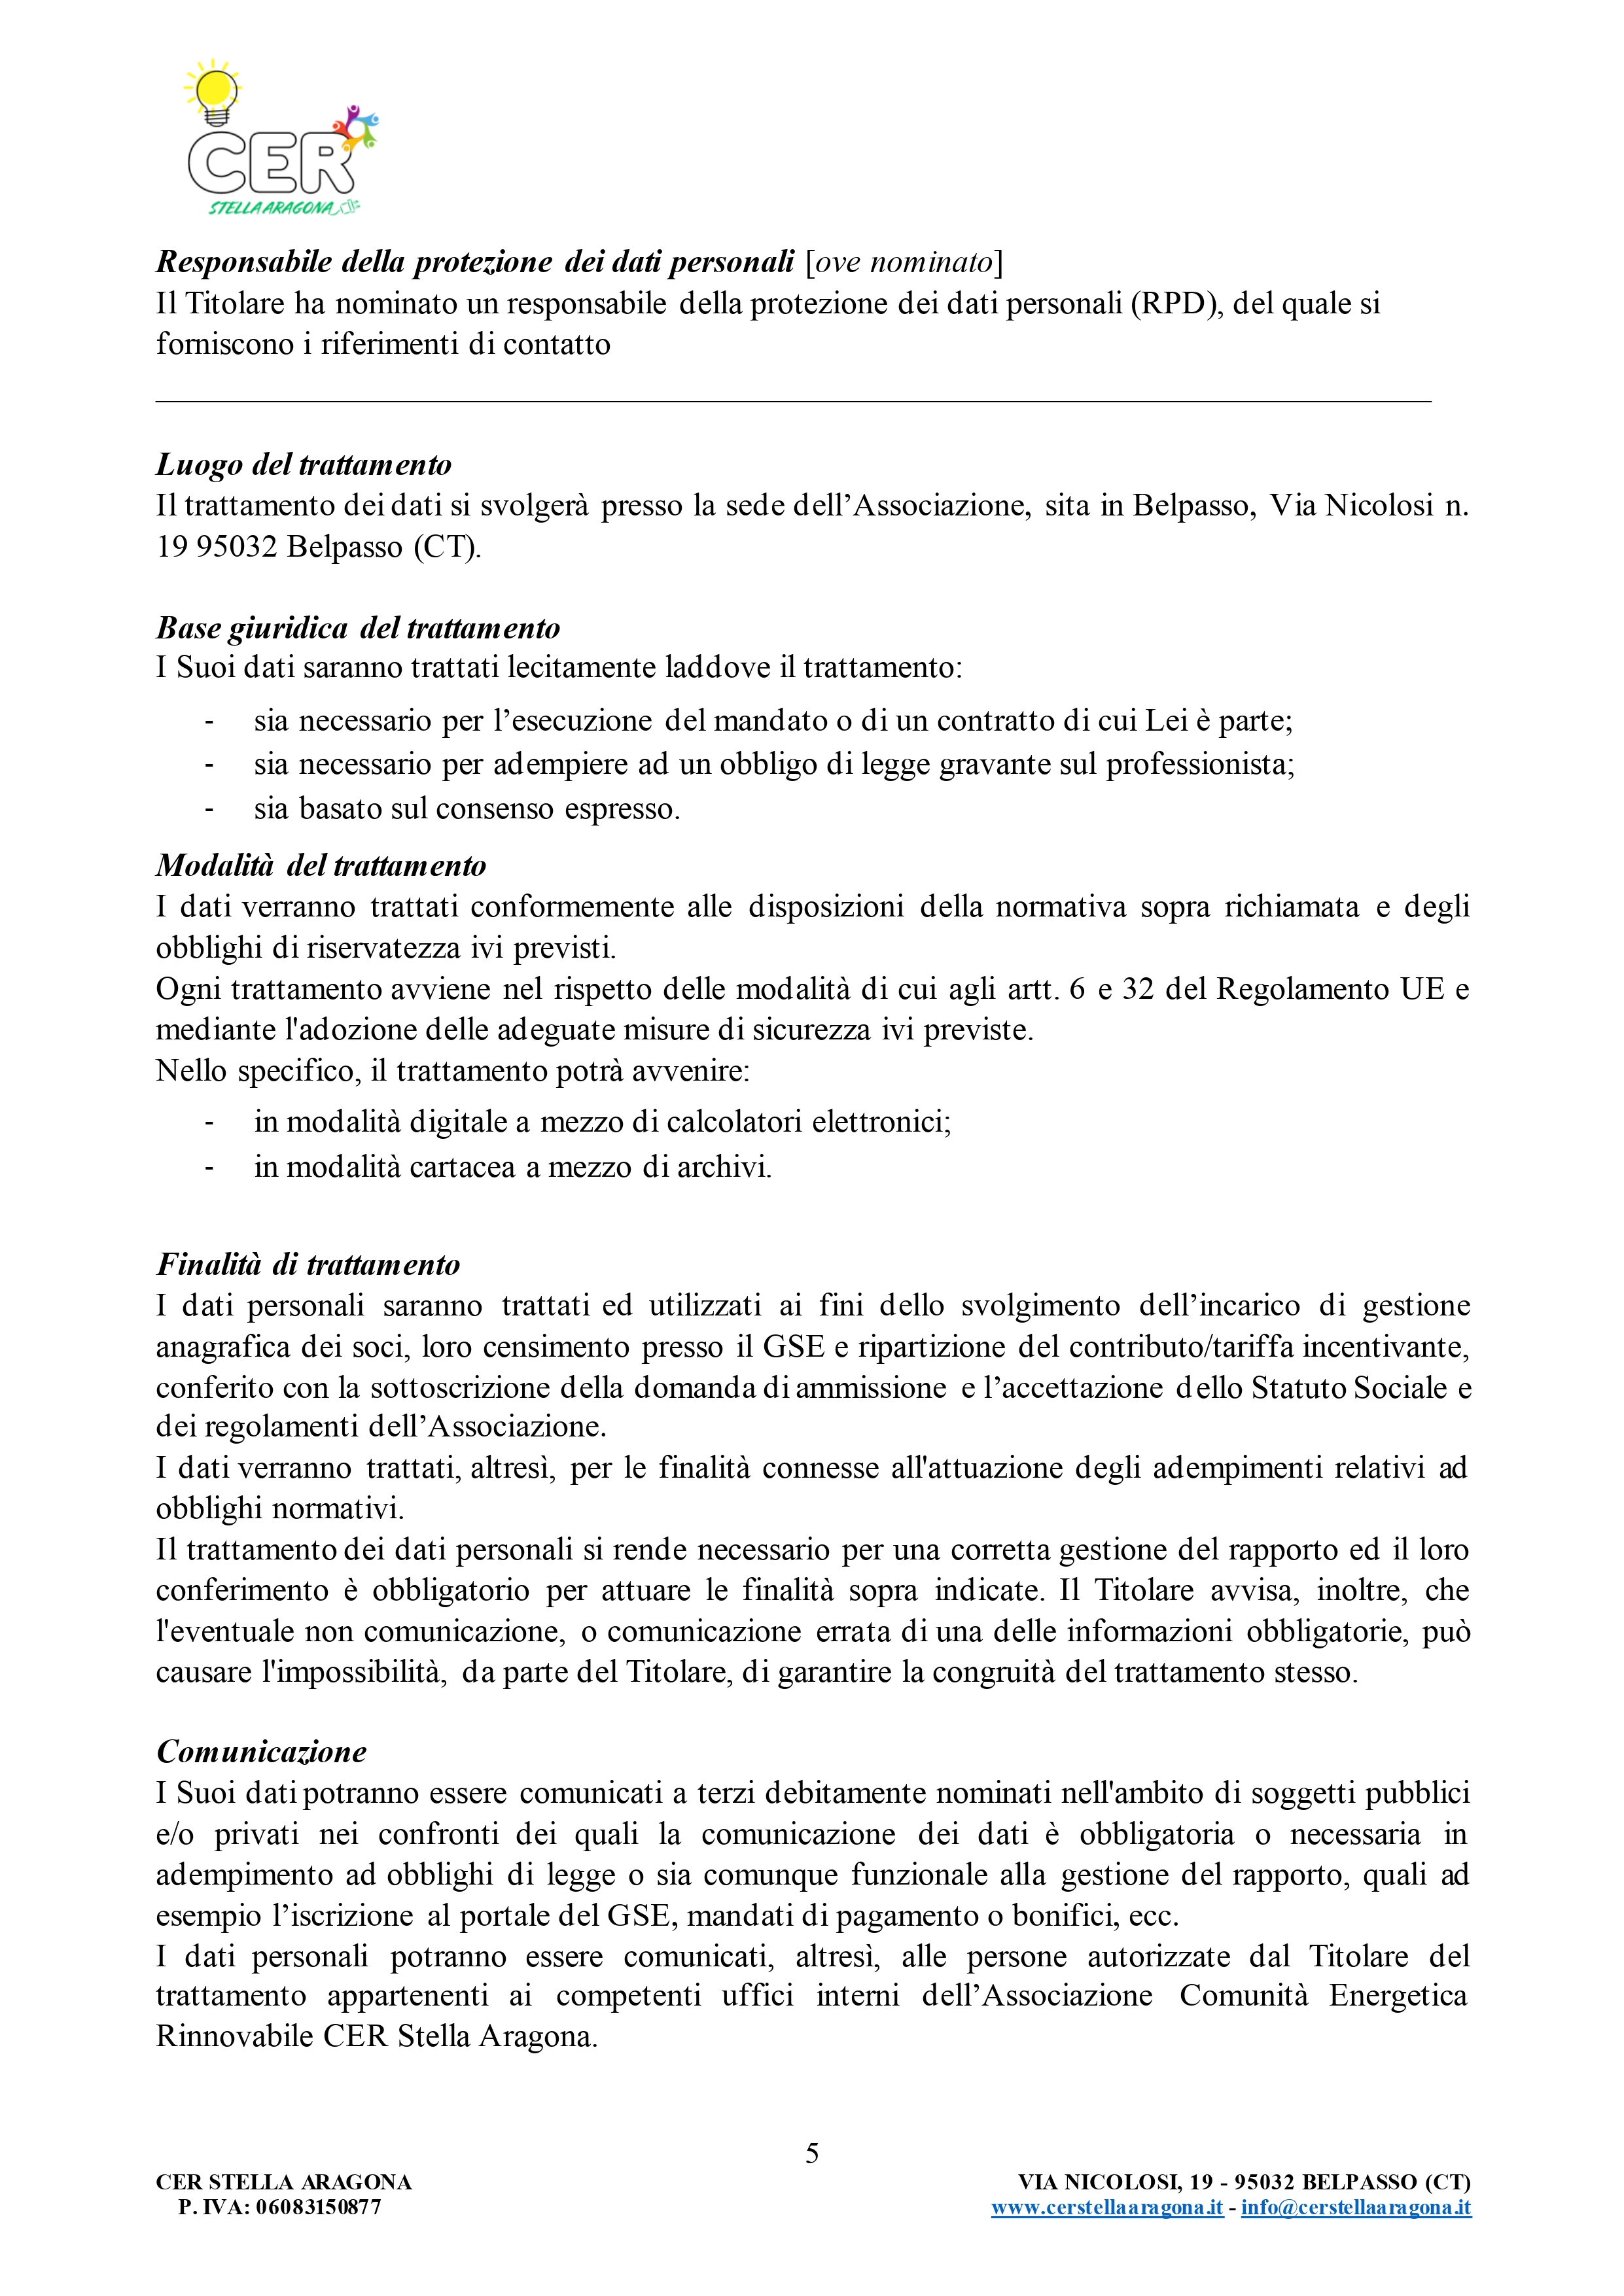 CER
STELLA ARAGONA
Responsabile della protezione dei dati personali [ove nominato]
Il Titolare ha nominato un responsabile della protezione dei dati personali (RPD), del quale si
forniscono i riferimenti di contatto
Luogo del trattamento
Il trattamento dei dati si svolgerà presso la sede dell’Associazione, sita in Belpasso, Via Nicolosi n.
19 95032 Belpasso (CT).
Base giuridica del trattamento
I Suoi dati saranno trattati lecitamente laddove il trattamento:
- sia necessario per l’esecuzione del mandato o di un contratto di cui Lei è parte;
- sia necessario per adempiere ad un obbligo di legge gravante sul professionista;
- sia basato sul consenso espresso.
Modalità del trattamento
I dati verranno trattati conformemente alle disposizioni della normativa sopra richiamata e degli
obblighi di riservatezza ivi previsti.
Ogni trattamento avviene nel rispetto delle modalità di cui agli artt. 6 e 32 del Regolamento UE e
mediante l'adozione delle adeguate misure di sicurezza ivi previste.
Nello specifico, il trattamento potrà avvenire:
- in modalità digitale a mezzo di calcolatori elettronici;
- in modalità cartacea a mezzo di archivi.
Finalità di trattamento
I dati personali saranno trattati ed utilizzati ai fini dello svolgimento dell’incarico di gestione
anagrafica dei soci, loro censimento presso il GSE e ripartizione del contributo/tariffa incentivante,
conferito con la sottoscrizione della domanda di ammissione e l’accettazione dello Statuto Sociale e
dei regolamenti dell’Associazione.
I dati verranno trattati, altresì, per le finalità connesse all'attuazione degli adempimenti relativi ad
obblighi normativi.
Il trattamento dei dati personali si rende necessario per una corretta gestione del rapporto ed il loro
conferimento è obbligatorio per attuare le finalità sopra indicate. Il Titolare avvisa, inoltre, che
l'eventuale non comunicazione, o comunicazione errata di una delle informazioni obbligatorie, può
causare l'impossibilità, da parte del Titolare, di garantire la congruità del trattamento stesso.
Comunicazione
I Suoi dati potranno essere comunicati a terzi debitamente nominati nell'ambito di soggetti pubblici
e/o privati nei confronti dei quali la comunicazione dei dati è obbligatoria o necessaria in
adempimento ad obblighi di legge o sia comunque funzionale alla gestione del rapporto, quali ad
esempio l’iscrizione al portale del GSE, mandati di pagamento o bonifici, ecc.
I dati personali potranno essere comunicati, altresì, alle persone autorizzate dal Titolare del
trattamento appartenenti ai competenti uffici interni dell’Associazione Comunità Energetica
Rinnovabile CER Stella Aragona.
5
CER STELLA ARAGONA
P. IVA: 06083150877
VIA NICOLOSI, 19 - 95032 BELPASSO (CT)
www.cerstellaaragona.it - info@cerstellaaragona.it